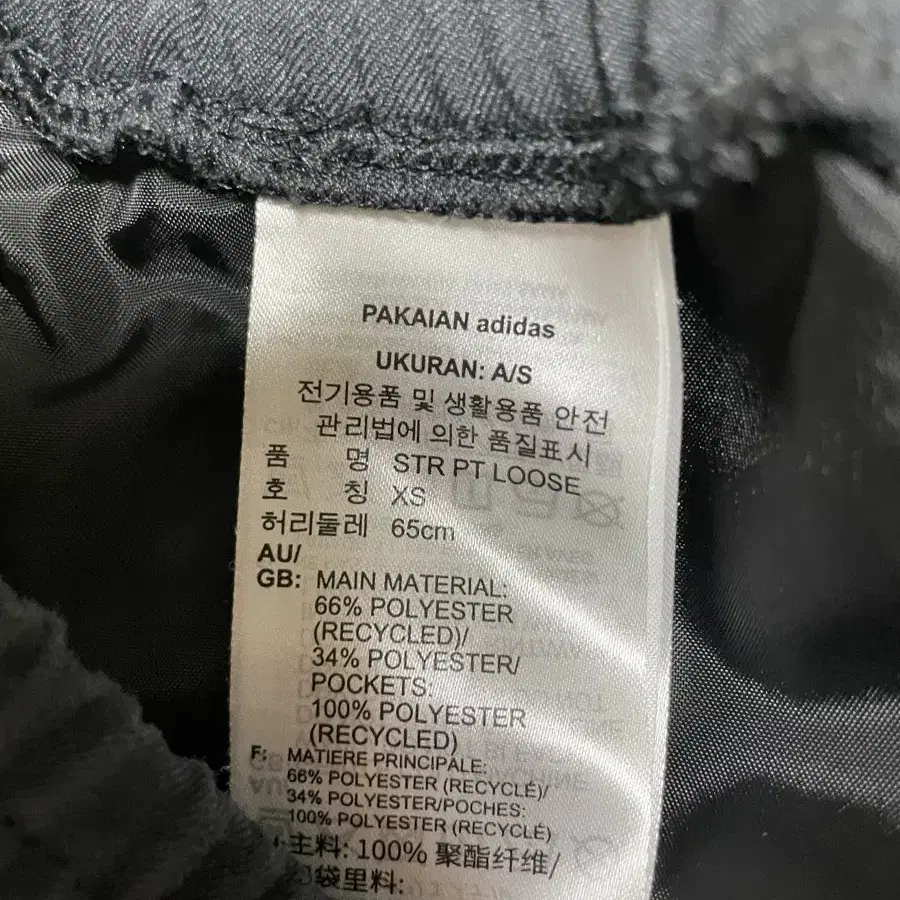 PAKAIAN adidas
UKURAN: A/S
전기용품 및 생활용품 안전
관리법에 의한 품질표시
품 명 STR PT LOOSE
호 칭 XS
허리둘레 65cm
AU/
GB: MAIN MATERIAL:
66% POLYESTER
(RECYCLED)/
34% POLYESTER/
POCKETS:
100% POLYESTER
(RECYCLED)
F: MATIERE PRINCIPALE:
66% POLYESTER (RECYCLÉ)/
34% POLYESTER/POCHES:
100% POLYESTER (RECYCLÉ)
主料: 100% 聚酯纤维/
袋里料: